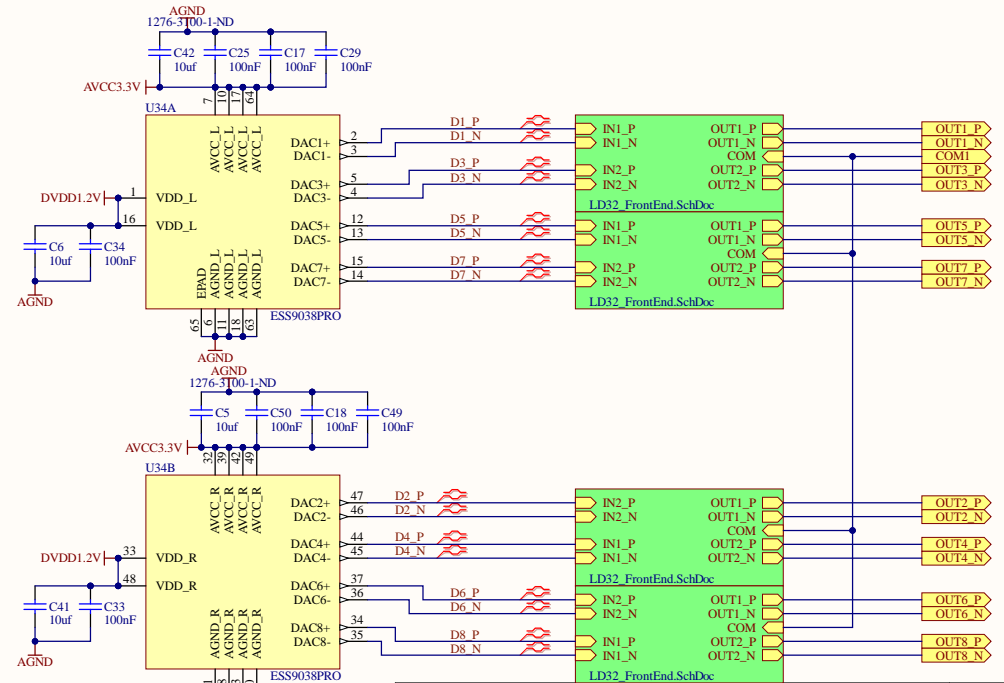 AGND
1276-3T00-1-ND
C42 C25 C17 C29
10uf 100nF 100nF 100nF
AVCC3.3V
7 10 17 64
U34A
AVCC_L AVCC_L AVCC_L AVCC_L
DVDD1.2V 1 VDD_L
16 VDD_L
C6 C34
10uf 100nF
AGND
EPAD AGND_L AGND_L AGND_L AGND_L
65 6 11 18 63
AGND
ESS9038PRO
DAC1+ 2 D1_P IN1_P OUT1_P OUT1_P
DAC1- 3 D1_N IN1_N OUT1_N OUT1_N
COM COM1
DAC3+ 5 D3_P IN2_P OUT2_P OUT3_P
DAC3- 4 D3_N IN2_N OUT2_N OUT3_N
LD32_FrontEnd.SchDoc
DAC5+ 12 D5_P IN1_P OUT1_P OUT5_P
DAC5- 13 D5_N IN1_N OUT1_N OUT5_N
COM
DAC7+ 15 D7_P IN2_P OUT2_P OUT7_P
DAC7- 14 D7_N IN2_N OUT2_N OUT7_N
LD32_FrontEnd.SchDoc
AGND
1276-3T00-1-ND
C5 C50 C18 C49
10uf 100nF 100nF 100nF
AVCC3.3V
32 39 42 49
U34B
AVCC_R AVCC_R AVCC_R AVCC_R
DVDD1.2V 33 VDD_R
48 VDD_R
C41 C33
10uf 100nF
AGND
AGND_R AGND_R AGND_R AGND_R
ESS9038PRO
DAC2+ 47 D2_P IN2_P OUT1_P OUT2_P
DAC2- 46 D2_N IN2_N OUT1_N OUT2_N
COM
DAC4+ 44 D4_P IN1_P OUT2_P OUT4_P
DAC4- 45 D4_N IN1_N OUT2_N OUT4_N
LD32_FrontEnd.SchDoc
DAC6+ 37 D6_P IN2_P OUT1_P OUT6_P
DAC6- 36 D6_N IN2_N OUT1_N OUT6_N
COM
DAC8+ 34 D8_P IN1_P OUT2_P OUT8_P
DAC8- 35 D8_N IN1_N OUT2_N OUT8_N
LD32_FrontEnd.SchDoc